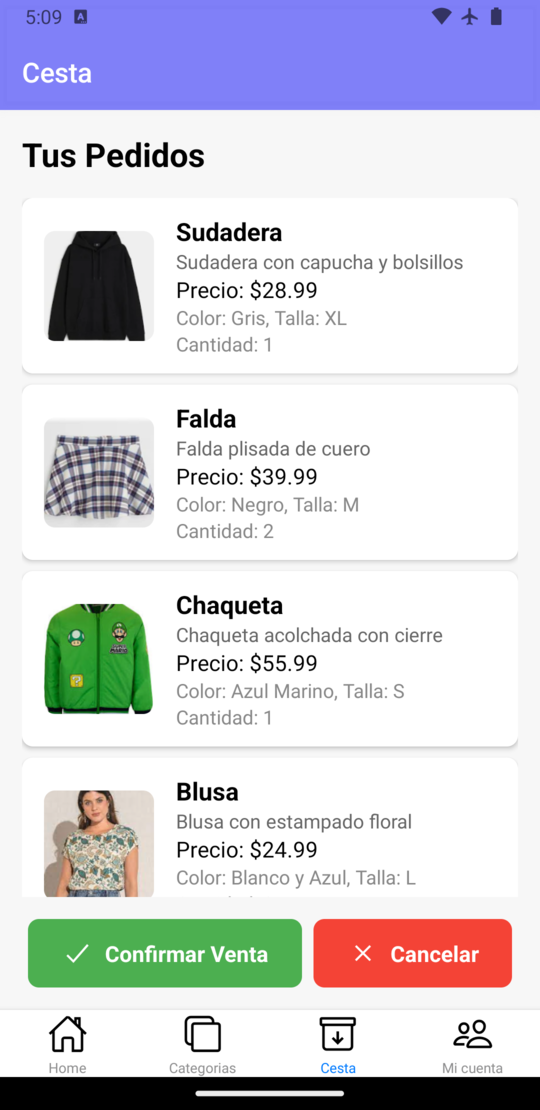 5:09
Cesta
Tus Pedidos
Sudadera
Sudadera con capucha y bolsillos
Precio: $28.99
Color: Gris, Talla: XL
Cantidad: 1
Falda
Falda plisada de cuero
Precio: $39.99
Color: Negro, Talla: M
Cantidad: 2
Chaqueta
Chaqueta acolchada con cierre
Precio: $55.99
Color: Azul Marino, Talla: S
Cantidad: 1
Blusa
Blusa con estampado floral
Precio: $24.99
Color: Blanco y Azul, Talla: L
Confirmar Venta
Cancelar
Home
Categorias
Cesta
Mi cuenta